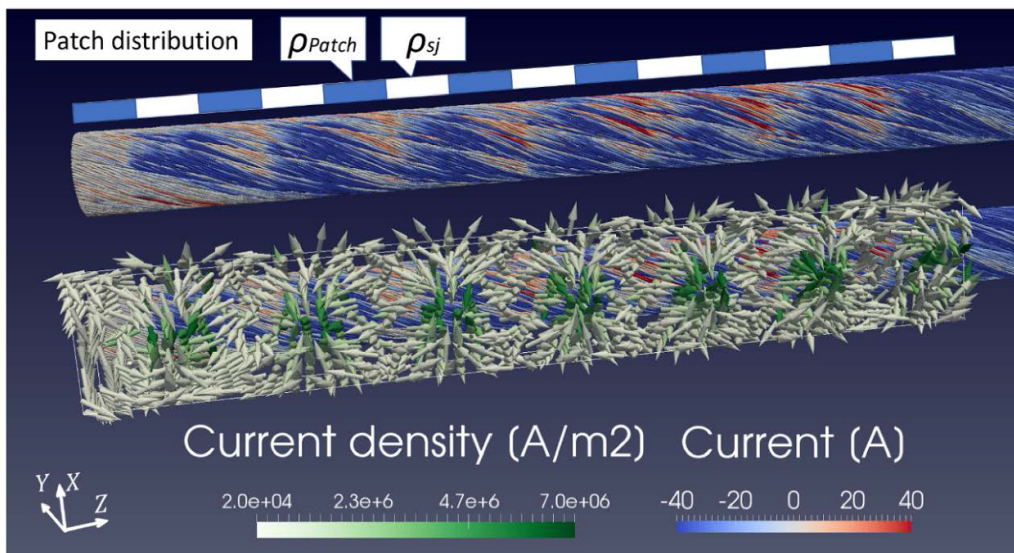 Patch distribution
ρPatch
ρsj
Current density (A/m2)
Current (A)
2.0e+04 2.3e+6 4.7e+6 7.0e+06
-40 -20 0 20 40
Y X Z